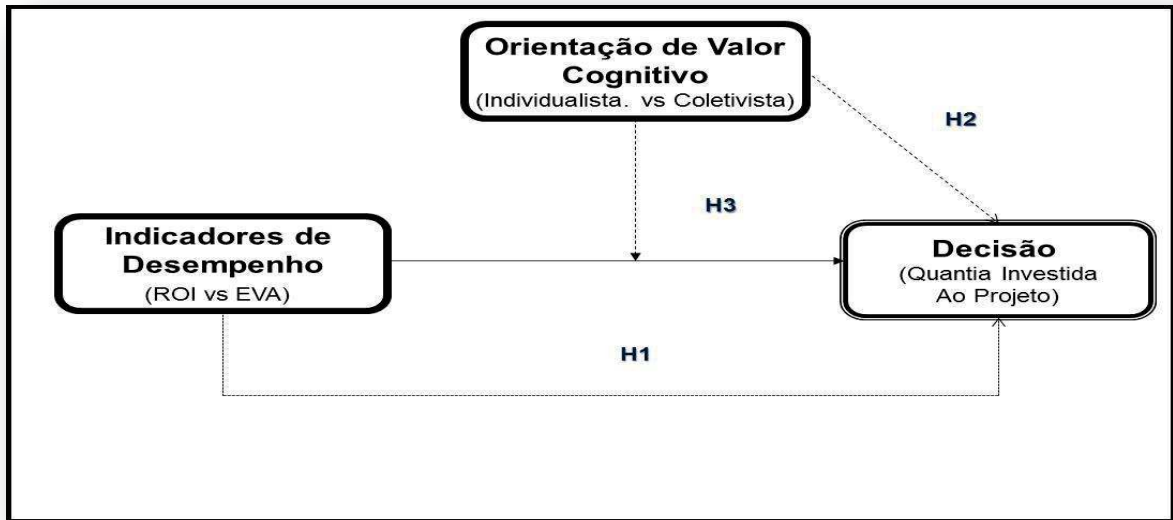 Orientação de Valor
Cognitivo
(Individualista. vs Coletivista)
H2
H3
Indicadores de
Desempenho
(ROI vs EVA)
Decisão
(Quantia Investida
Ao Projeto)
H1